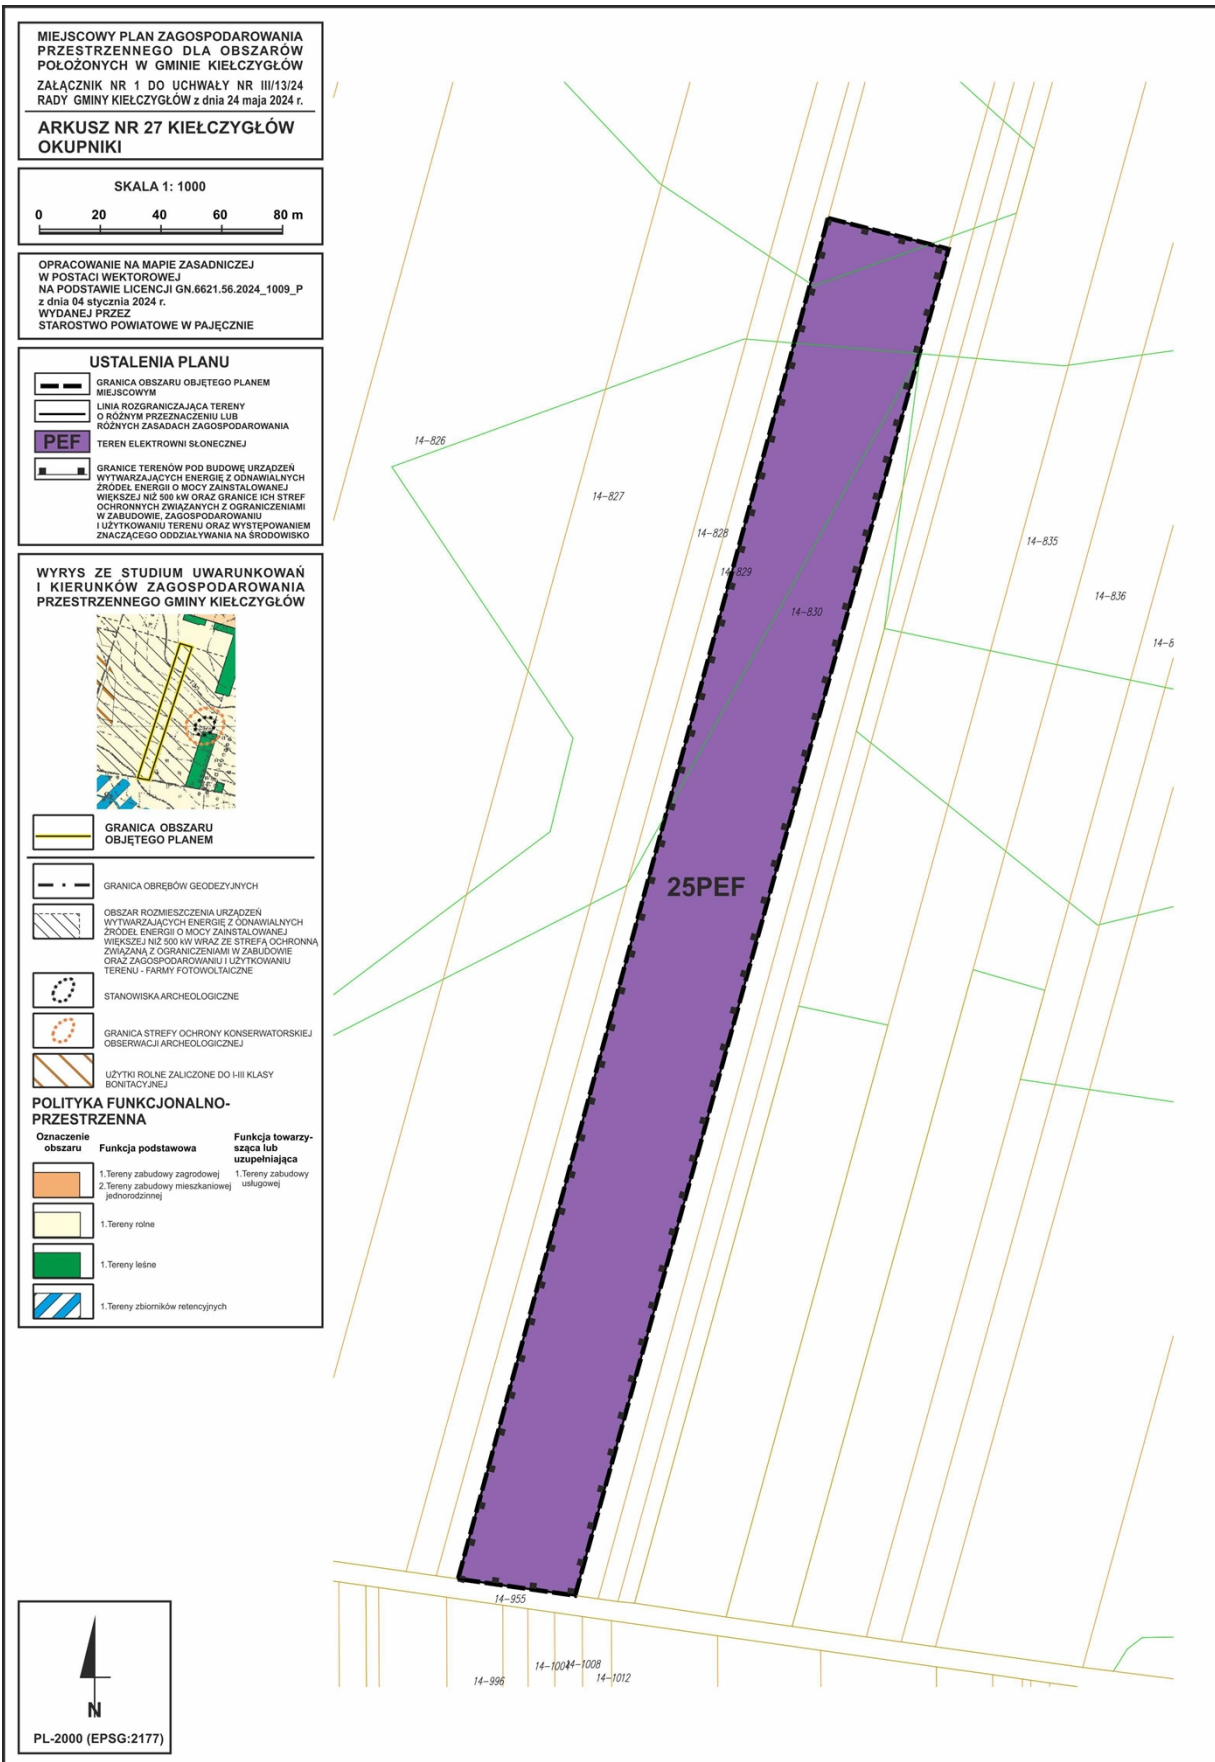 MIEJSCOWY PLAN ZAGOSPODAROWANIA
PRZESTRZENNEGO DLA OBSZARÓW
POŁOŻONYCH W GMINIE KIEŁCZYGŁÓW
ZAŁĄCZNIK NR 1 DO UCHWAŁY NR III/13/24
RADY GMINY KIEŁCZYGŁÓW z dnia 24 maja 2024 r.
ARKUSZ NR 27 KIEŁCZYGŁÓW
OKUPNIKI
SKALA 1: 1000
0 20 40 60 80 m
OPRACOWANIE NA MAPIE ZASADNICZEJ
W POSTACI WEKTOROWEJ
NA PODSTAWIE LICENCJI GN.6621.56.2024_1009_P
z dnia 04 stycznia 2024 r.
WYDANEJ PRZEZ
STAROSTWO POWIATOWE W PAJĘCZNIE
USTALENIA PLANU
GRANICA OBSZARU OBJĘTEGO PLANEM
MIEJSCOWYM
LINIA ROZGRANICZAJĄCA TERENY
O RÓŻNYM PRZEZNACZENIU LUB
RÓŻNYCH ZASADACH ZAGOSPODAROWANIA
PEF TEREN ELEKTROWNI SŁONECZNEJ
GRANICE TERENÓW POD BUDOWĘ URZĄDZEŃ
WYTWARZAJĄCYCH ENERGIĘ Z ODNAWIALNYCH
ŹRÓDEŁ ENERGII O MOCY ZAINSTALOWANEJ
WIĘKSZEJ NIŻ 500 kW ORAZ GRANICE ICH STREF
OCHRONNYCH ZWIĄZANYCH Z OGRANICZENIAMI
W ZABUDOWIE, ZAGOSPODAROWANIU
I UŻYTKOWANIU TERENU ORAZ WYSTĘPOWANIEM
ZNACZĄCEGO ODDZIAŁYWANIA NA ŚRODOWISKO
WYRYS ZE STUDIUM UWARUNKOWAŃ
I KIERUNKÓW ZAGOSPODAROWANIA
PRZESTRZENNEGO GMINY KIEŁCZYGŁÓW
GRANICA OBSZARU
OBJĘTEGO PLANEM
GRANICA OBRĘBÓW GEODEZYJNYCH
OBSZAR ROZMIESZCZENIA URZĄDZEŃ
WYTWARZAJĄCYCH ENERGIĘ Z ODNAWIALNYCH
ŹRÓDEŁ ENERGII O MOCY ZAINSTALOWANEJ
WIĘKSZEJ NIŻ 500 kW WRAZ ZE STREFĄ OCHRONNĄ
ZWIĄZANĄ Z OGRANICZENIAMI W ZABUDOWIE
ORAZ ZAGOSPODAROWANIU I UŻYTKOWANIU
TERENU - FARMY FOTOWOLTAICZNE
STANOWISKA ARCHEOLOGICZNE
GRANICA STREFY OCHRONY KONSERWATORSKIEJ
OBSERWACJI ARCHEOLOGICZNEJ
UŻYTKI ROLNE ZALICZONE DO I-III KLASY
BONITACYJNEJ
POLITYKA FUNKCJONALNO-
PRZESTRZENNA
Oznaczenie
obszaru
Funkcja podstawowa
Funkcja towarzy-
sząca lub
uzupełniająca
1.Tereny zabudowy zagrodowej
2.Tereny zabudowy mieszkaniowej
jednorodzinnej
1.Tereny zabudowy
usługowej
1.Tereny rolne
1.Tereny leśne
1.Tereny zbiorników retencyjnych
N
PL-2000 (EPSG:2177)
14-826
14-827
14-828
14-829
14-830
14-835
14-836
14-8
25PEF
14-955
14-996
14-1004
14-1008
14-1012